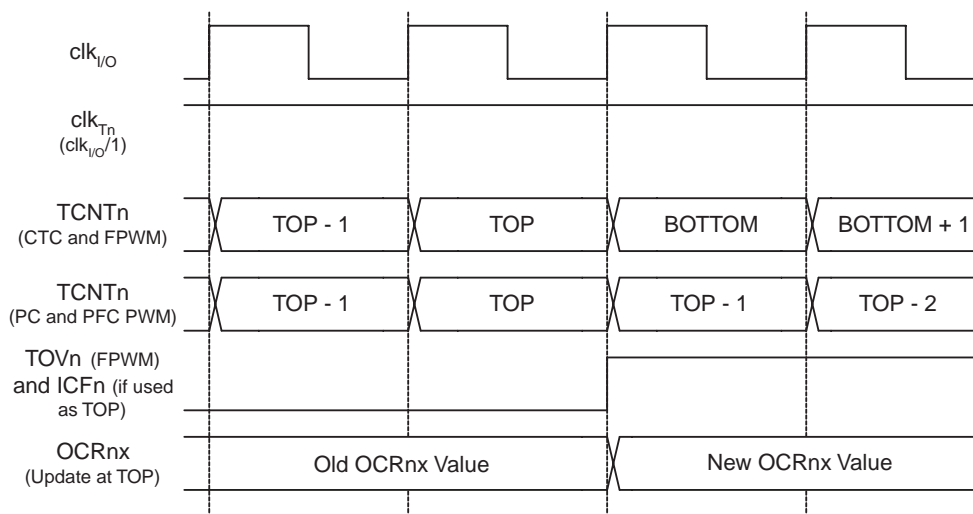 clkI/O
clkTn
(clkI/O/1)
TCNTn
(CTC and FPWM)
TOP - 1
TOP
BOTTOM
BOTTOM + 1
TCNTn
(PC and PFC PWM)
TOP - 1
TOP
TOP - 1
TOP - 2
TOVn (FPWM)
and ICFn (if used
as TOP)
OCRnx
(Update at TOP)
Old OCRnx Value
New OCRnx Value